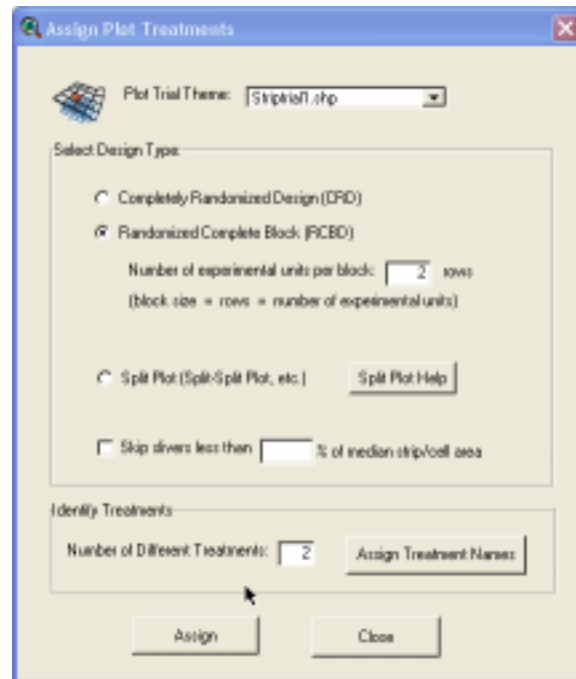 Assign Plot Treatments
Plot Trial Theme: Striptrial1.shp
Select Design Type:
Completely Randomized Design (CRD)
Randomized Complete Block (RCBD)
Number of experimental units per block: 2 rows
(block size = rows = number of experimental units)
Split Plot (Split-Split Plot, etc.) Split Plot Help
Skip slivers less than % of median strip/cell area
Identify Treatments
Number of Different Treatments: 2 Assign Treatment Names
Assign Close